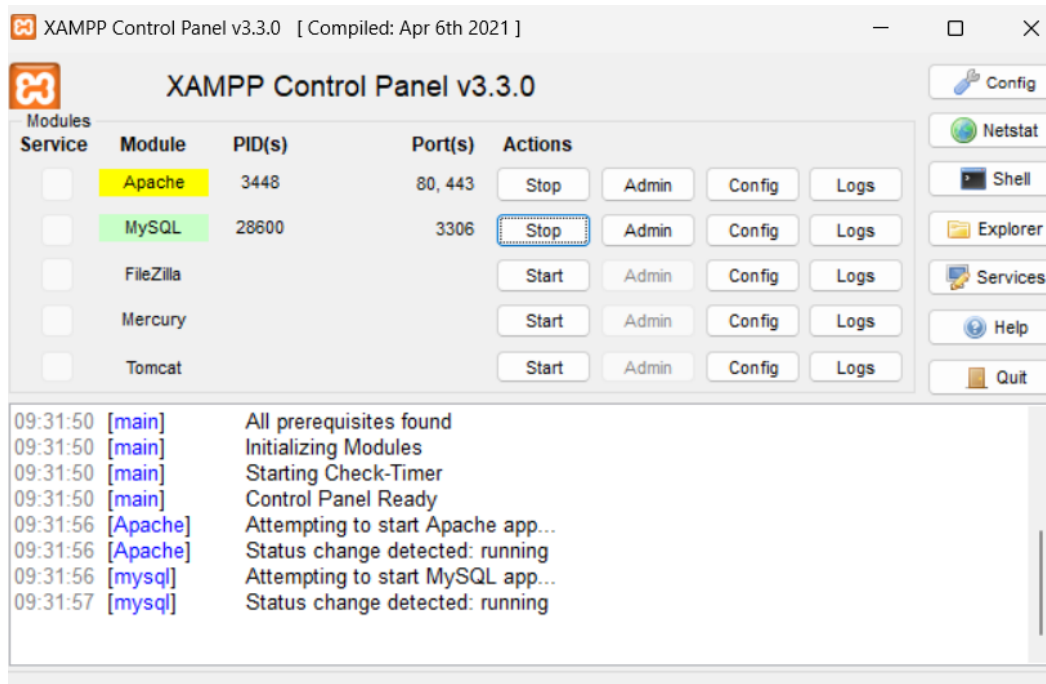 XAMPP Control Panel v3.3.0 [ Compiled: Apr 6th 2021 ]
XAMPP Control Panel v3.3.0
Config
Modules
Service Module PID(s) Port(s) Actions
Netstat
Apache 3448 80, 443 Stop Admin Config Logs
Shell
MySQL 28600 3306 Stop Admin Config Logs
Explorer
FileZilla Start Admin Config Logs
Services
Mercury Start Admin Config Logs
Help
Tomcat Start Admin Config Logs
Quit
09:31:50 [main] All prerequisites found
09:31:50 [main] Initializing Modules
09:31:50 [main] Starting Check-Timer
09:31:50 [main] Control Panel Ready
09:31:56 [Apache] Attempting to start Apache app...
09:31:56 [Apache] Status change detected: running
09:31:56 [mysql] Attempting to start MySQL app...
09:31:57 [mysql] Status change detected: running